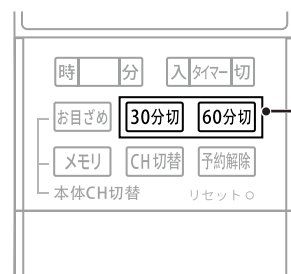 時 分 入 タイマー 切
お目ざめ 30分切 60分切
メモリ CH切替 予約解除
本体CH切替 リセット